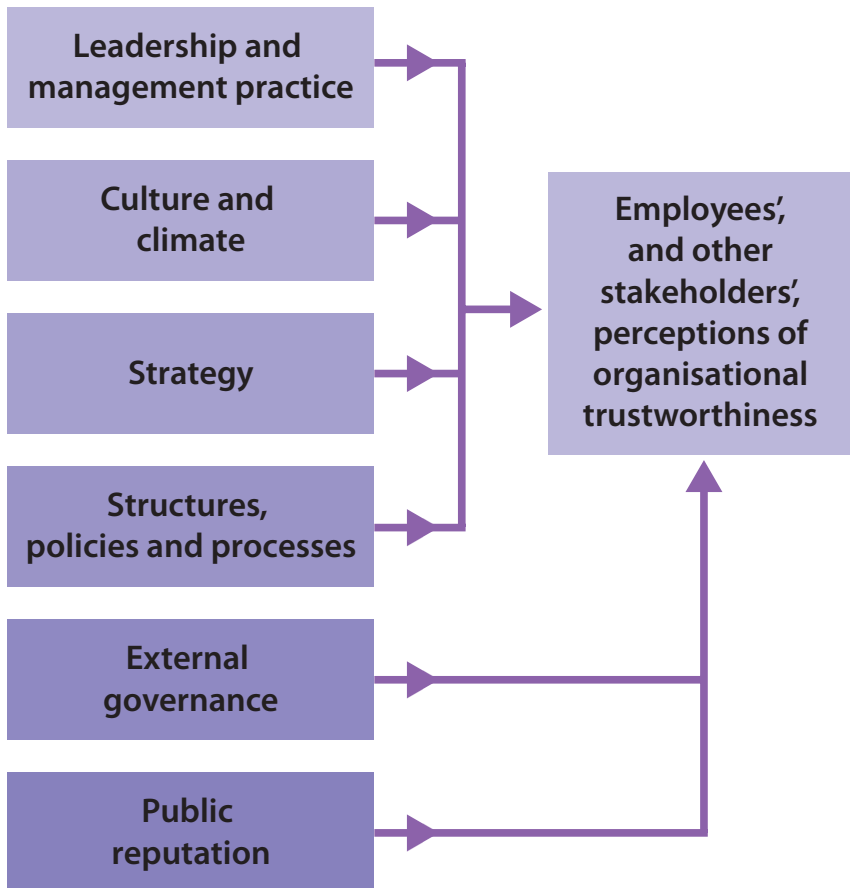 Leadership and
management practice
Culture and
climate
Strategy
Structures,
policies and processes
External
governance
Public
reputation
Employees’,
and other
stakeholders’,
perceptions of
organisational
trustworthiness